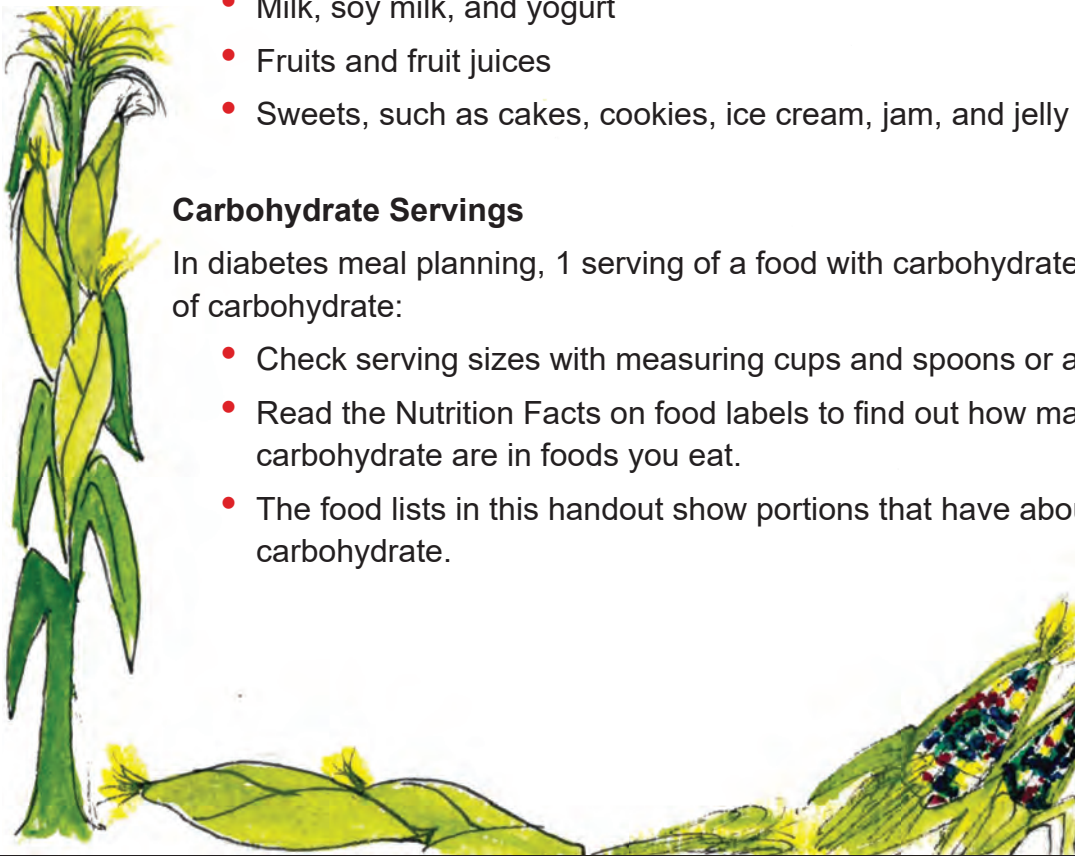 • Milk, soy milk, and yogurt
• Fruits and fruit juices
• Sweets, such as cakes, cookies, ice cream, jam, and jelly
Carbohydrate Servings
In diabetes meal planning, 1 serving of a food with carbohydrate
of carbohydrate:
• Check serving sizes with measuring cups and spoons or a
• Read the Nutrition Facts on food labels to find out how
carbohydrate are in foods you eat.
• The food lists in this handout show portions that have
carbohydrate.